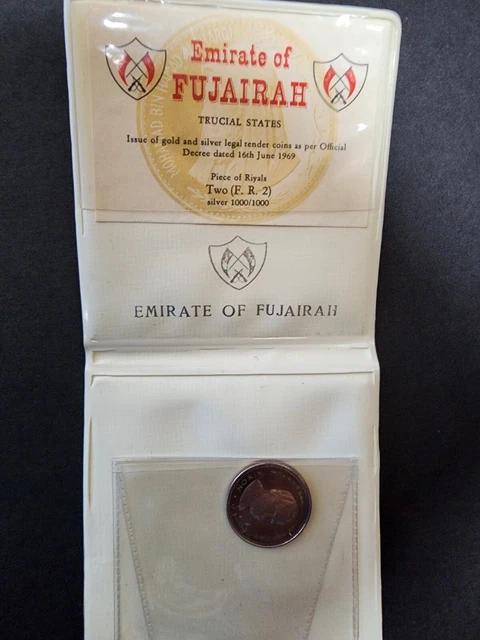 Emirate of
FUJAIRAH
TRUCIAL STATES
Issue of gold and silver legal tender coins as per Official
Decree dated 16th June 1969
Piece of Riyals
Two (F. R. 2)
silver 1000/1000
EMIRATE OF FUJAIRAH